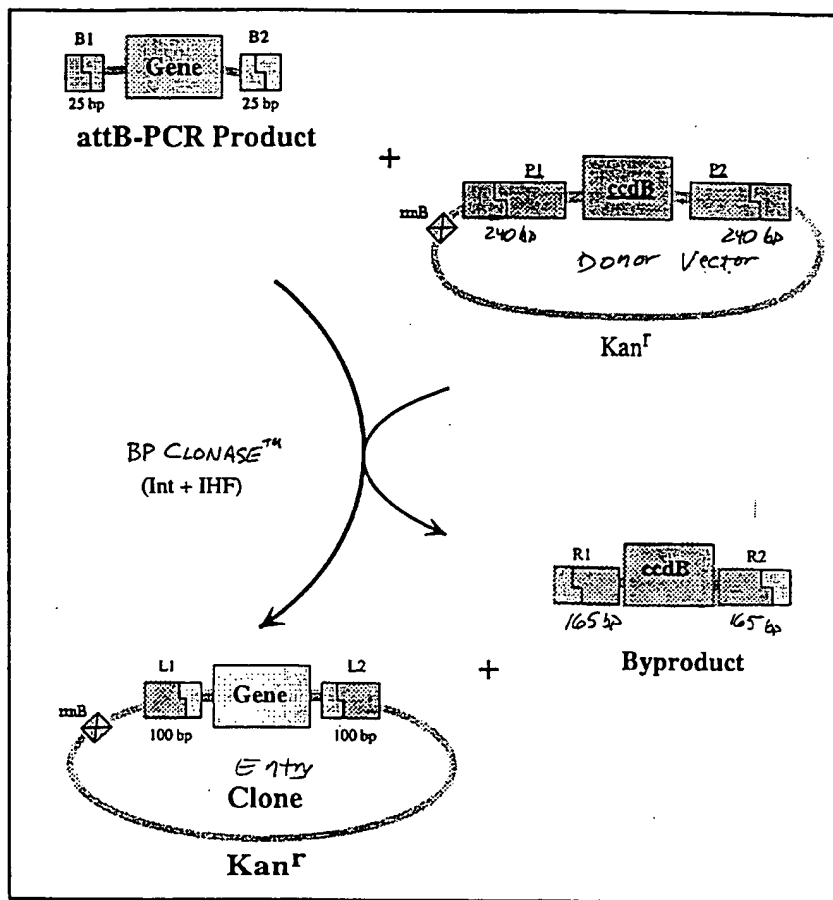 B1 B2
Gene
25 bp 25 bp
attB-PCR Product
+
P1 P2
ccdB
rrnB
240 bp 240 bp
Donor Vector
Kanʳ
BP CLONASE™
(Int + IHF)
R1 R2
ccdB
165 bp 165 bp
Byproduct
+
L1 L2
Gene
rrnB
100 bp 100 bp
Entry
Clone
Kanʳ